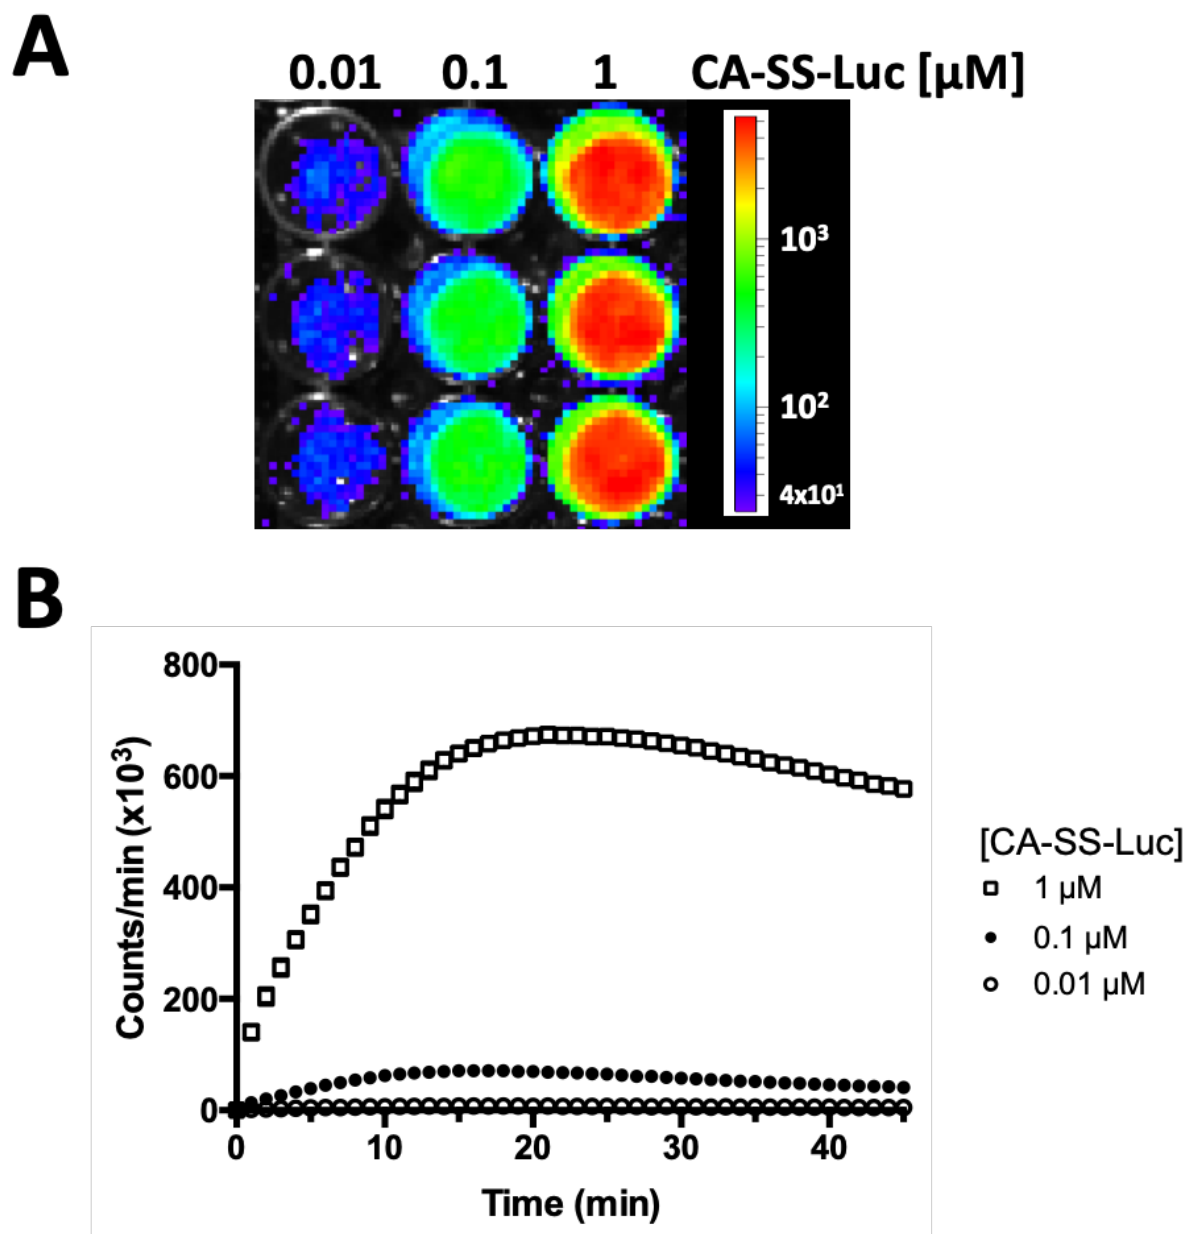 A
0.01 0.1 1 CA-SS-Luc [µM]
10³
10²
4x10¹
B
800
600
400
200
0
Counts/min (x10³)
0 10 20 30 40
Time (min)
[CA-SS-Luc]
1 µM
0.1 µM
0.01 µM